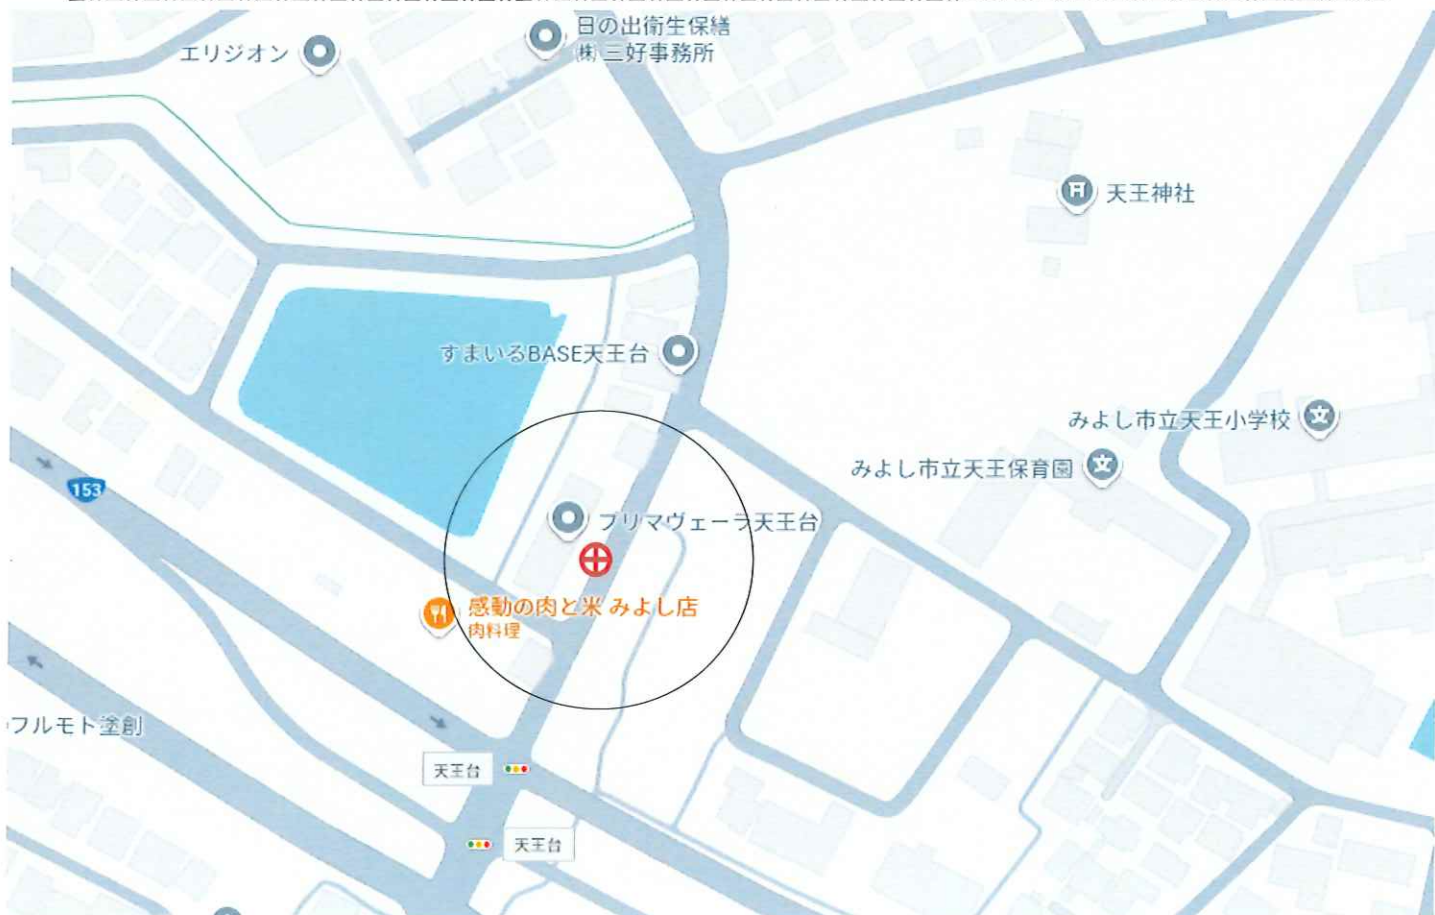 日の出衛生保繕
㈱ 三好事務所
エリジオン
天王神社
すまいるBASE天王台
みよし市立天王小学校
みよし市立天王保育園
153
プリマヴェーラ天王台
感動の肉と米 みよし店
肉料理
フルモト塗創
天王台
天王台
文
文